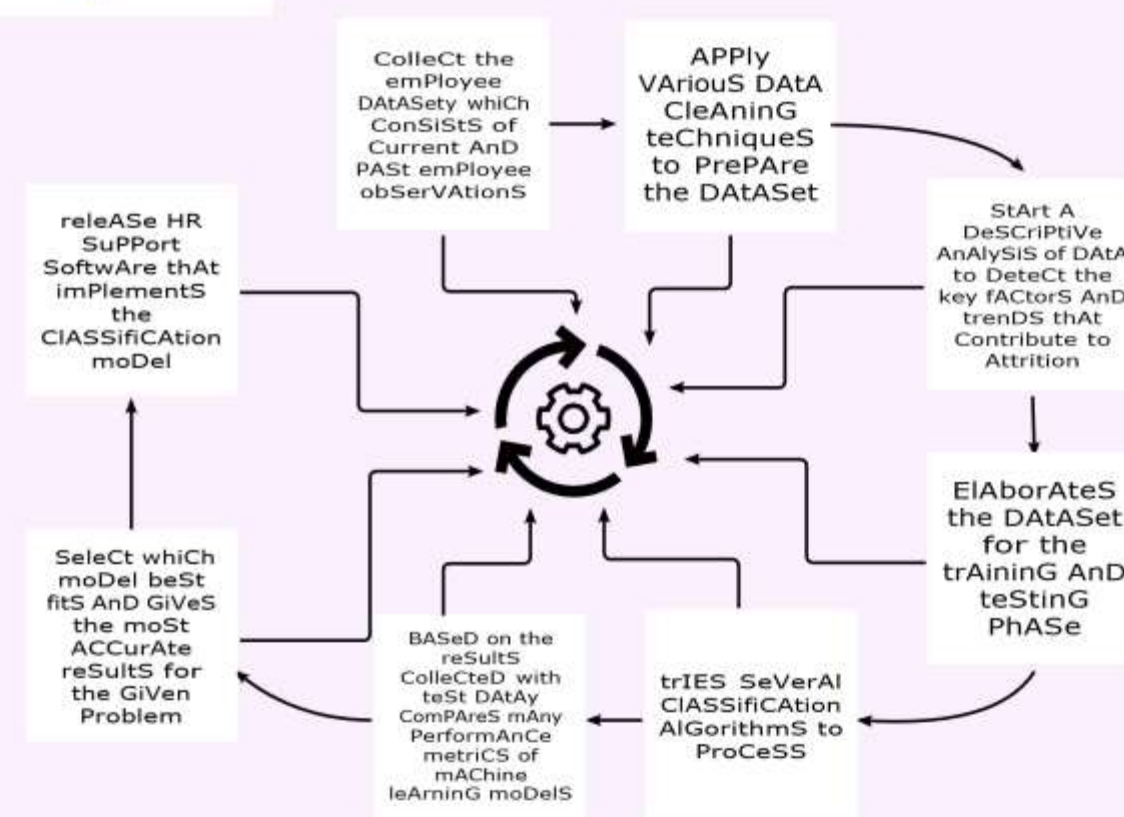 ColleCt the
emPloyee
DAtASety whiCh
ConSiStS of
Current AnD
PASt emPloyee
obSerVAtionS
APPly
VAriouS DAtA
CleAninG
teChniqueS
to PrePAre
the DAtASet
StArt A
DeSCriPtiVe
AnAlySiS of DAtA
to DeteCt the
key fACtorS AnD
trenDS thAt
Contribute to
Attrition
ElAborAteS
the DAtASet
for the
trAininG AnD
teStinG
PhASe
trIES SeVerAl
ClASSifiCAtion
AlGorithmS to
ProCeSS
BASeD on the
reSultS
ColleCteD with
teSt DAtAy
ComPAreS mAny
PerformAnCe
metriCS of
mAChine
leArninG moDelS
SeleCt whiCh
moDel beSt
fitS AnD GiVeS
the moSt
ACCurAte
reSultS for
the GiVen
Problem
releASe HR
SuPPort
SoftwAre thAt
imPlementS
the
ClASSifiCAtion
moDel